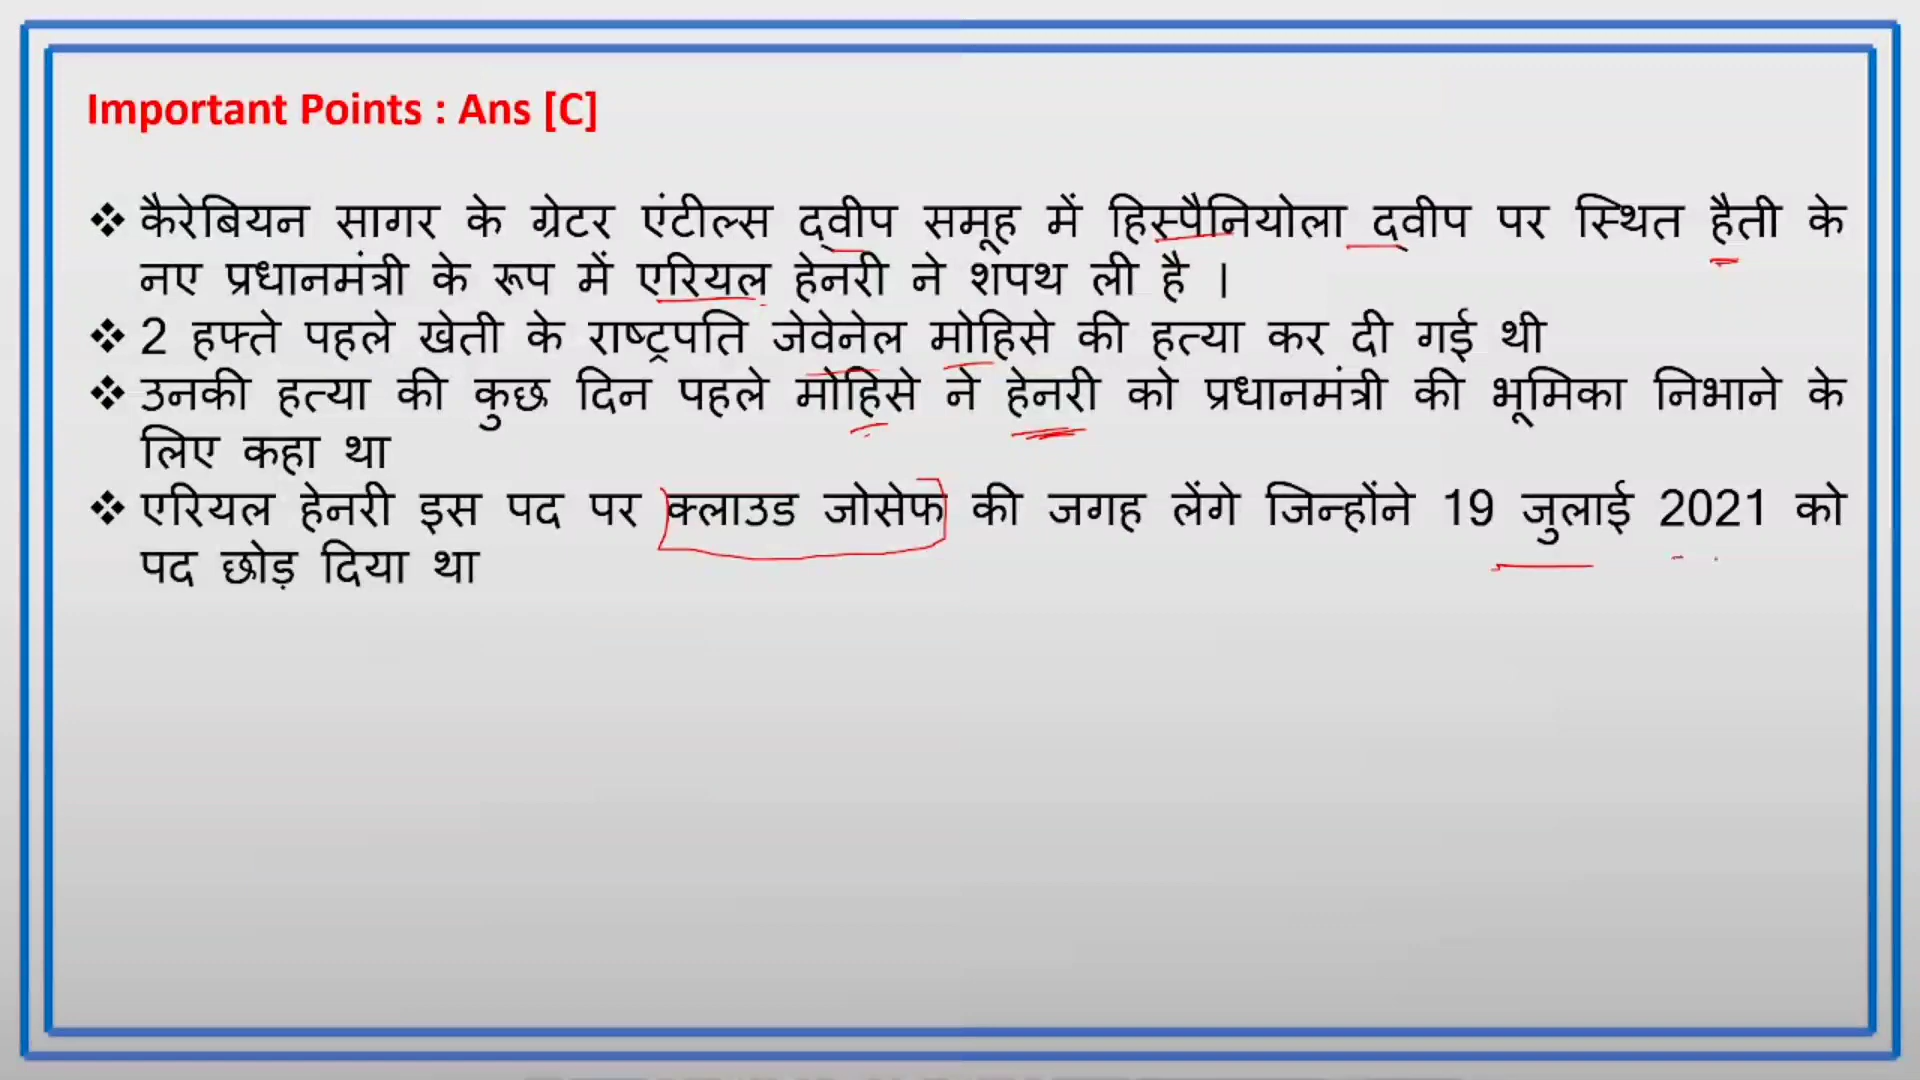 Important Points : Ans [C]
❖ कैरेबियन सागर के ग्रेटर एंटील्स द्वीप समूह में हिस्पैनियोला द्वीप पर स्थित हैती के
नए प्रधानमंत्री के रूप में एरियल हेनरी ने शपथ ली है ।
❖ 2 हफ्ते पहले खेती के राष्ट्रपति जेवेनेल मोहिसे की हत्या कर दी गई थी
❖ उनकी हत्या की कुछ दिन पहले मोहिसे ने हेनरी को प्रधानमंत्री की भूमिका निभाने के
लिए कहा था
❖ एरियल हेनरी इस पद पर क्लाउड जोसेफ की जगह लेंगे जिन्होंने 19 जुलाई 2021 को
पद छोड़ दिया था